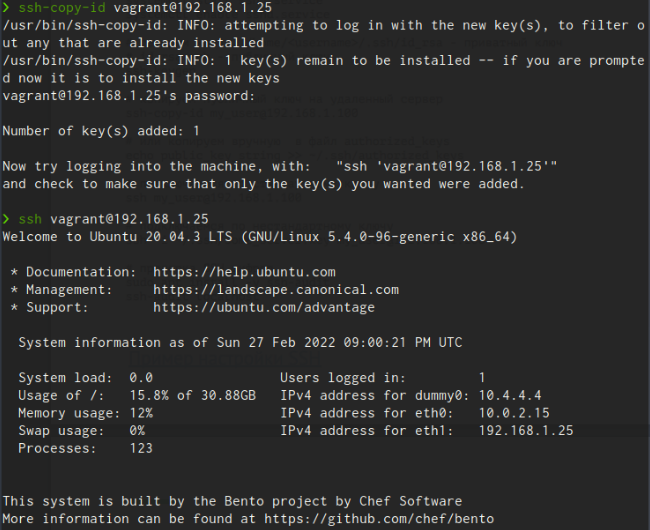 ❯ ssh-copy-id vagrant@192.168.1.25
/usr/bin/ssh-copy-id: INFO: attempting to log in with the new key(s), to filter o
ut any that are already installed
/usr/bin/ssh-copy-id: INFO: 1 key(s) remain to be installed -- if you are prompte
d now it is to install the new keys
vagrant@192.168.1.25's password:
Number of key(s) added: 1
Now try logging into the machine, with:   "ssh 'vagrant@192.168.1.25'"
and check to make sure that only the key(s) you wanted were added.
❯ ssh vagrant@192.168.1.25
Welcome to Ubuntu 20.04.3 LTS (GNU/Linux 5.4.0-96-generic x86_64)
* Documentation:  https://help.ubuntu.com
* Management:     https://landscape.canonical.com
* Support:        https://ubuntu.com/advantage
System information as of Sun 27 Feb 2022 09:00:21 PM UTC
System load:  0.0                Users logged in:         1
Usage of /:   15.8% of 30.88GB   IPv4 address for dummy0: 10.4.4.4
Memory usage: 12%                IPv4 address for eth0:   10.0.2.15
Swap usage:   0%                 IPv4 address for eth1:   192.168.1.25
Processes:    123
This system is built by the Bento project by Chef Software
More information can be found at https://github.com/chef/bento